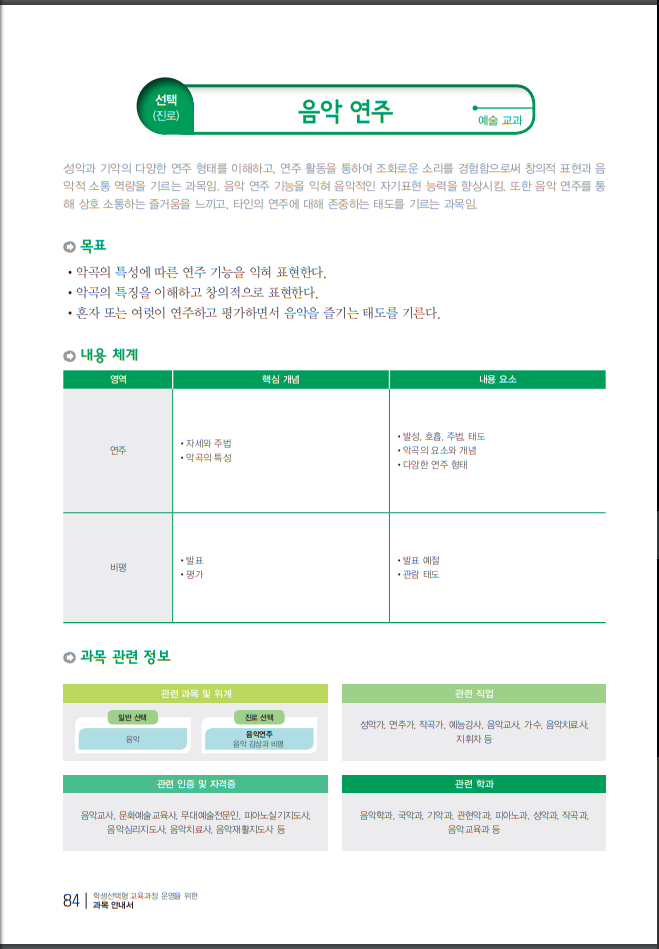 선택
(진로)
음악 연주
예술 교과
성악과 기악의 다양한 연주 형태를 이해하고, 연주 활동을 통하여 조화로운 소리를 경험함으로써 창의적 표현과 음
악적 소통 역량을 기르는 과목임. 음악 연주 기능을 익혀 음악적인 자기표현 능력을 향상시킴. 또한 음악 연주를 통
해 상호 소통하는 즐거움을 느끼고, 타인의 연주에 대해 존중하는 태도를 기르는 과목임.
목표
• 악곡의 특성에 따른 연주 기능을 익혀 표현한다.
• 악곡의 특징을 이해하고 창의적으로 표현한다.
• 혼자 또는 여럿이 연주하고 평가하면서 음악을 즐기는 태도를 기른다.
내용 체계
영역 핵심 개념 내용 요소
연주
• 자세와 주법
• 악곡의 특성
• 발성, 호흡, 주법, 태도
• 악곡의 요소와 개념
• 다양한 연주 형태
비평
• 발표
• 평가
• 발표 예절
• 관람 태도
과목 관련 정보
관련 과목 및 위계
일반 선택
음악
진로 선택
음악연주
음악 감상과 비평
관련 직업
성악가, 연주가, 작곡가, 예능강사, 음악교사, 가수, 음악치료사,
지휘자 등
관련 인증 및 자격증
음악교사, 문화예술교육사, 무대예술전문인, 피아노실기지도사,
음악심리지도사, 음악치료사, 음악재활지도사 등
관련 학과
음악학과, 국악과, 기악과, 관현악과, 피아노과, 성악과, 작곡과,
음악교육과 등
84
학생선택형 교육과정 운영을 위한
과목 안내서